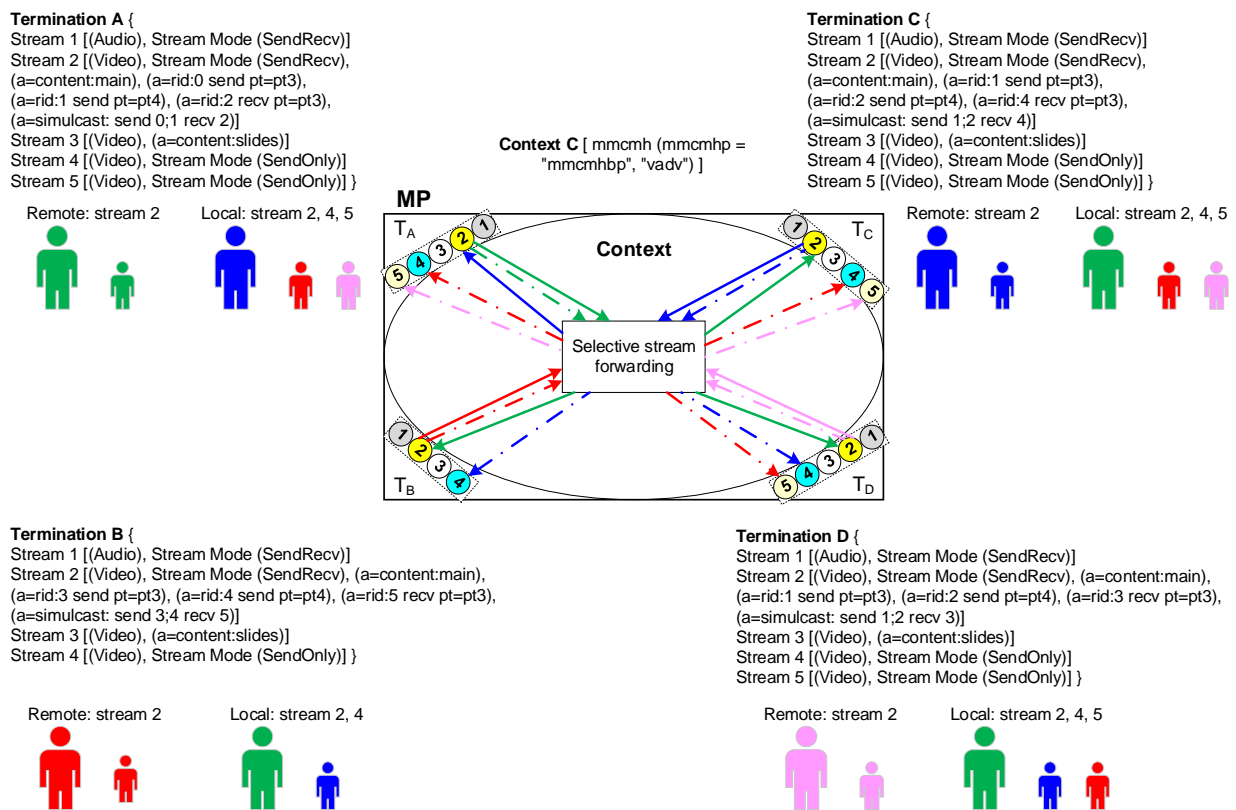 Termination A {
Stream 1 [(Audio), Stream Mode (SendRecv)]
Stream 2 [(Video), Stream Mode (SendRecv),
(a=content:main), (a=rid:0 send pt=pt3),
(a=rid:1 send pt=pt4), (a=rid:2 recv pt=pt3),
(a=simulcast: send 0;1 recv 2)]
Stream 3 [(Video), (a=content:slides)]
Stream 4 [(Video), Stream Mode (SendOnly)]
Stream 5 [(Video), Stream Mode (SendOnly)] }
Remote: stream 2
Local: stream 2, 4, 5
Context C [ mmcmh (mmcmhp =
"mmcmhbp", "vadv") ]
Termination C {
Stream 1 [(Audio), Stream Mode (SendRecv)]
Stream 2 [(Video), Stream Mode (SendRecv),
(a=content:main), (a=rid:1 send pt=pt3),
(a=rid:2 send pt=pt4), (a=rid:4 recv pt=pt3),
(a=simulcast: send 1;2 recv 4)]
Stream 3 [(Video), (a=content:slides)]
Stream 4 [(Video), Stream Mode (SendOnly)]
Stream 5 [(Video), Stream Mode (SendOnly)] }
Remote: stream 2
Local: stream 2, 4, 5
MP
TA
5 4 3 2 1
Context
TC
1 2 3 4 5
Selective stream
forwarding
TB
1 2 3 4
TD
5 4 3 2 1
Termination B {
Stream 1 [(Audio), Stream Mode (SendRecv)]
Stream 2 [(Video), Stream Mode (SendRecv), (a=content:main),
(a=rid:3 send pt=pt3), (a=rid:4 send pt=pt4), (a=rid:5 recv pt=pt3),
(a=simulcast: send 3;4 recv 5)]
Stream 3 [(Video), (a=content:slides)]
Stream 4 [(Video), Stream Mode (SendOnly)] }
Remote: stream 2
Local: stream 2, 4
Termination D {
Stream 1 [(Audio), Stream Mode (SendRecv)]
Stream 2 [(Video), Stream Mode (SendRecv), (a=content:main),
(a=rid:1 send pt=pt3), (a=rid:2 send pt=pt4), (a=rid:3 recv pt=pt3),
(a=simulcast: send 1;2 recv 3)]
Stream 3 [(Video), (a=content:slides)]
Stream 4 [(Video), Stream Mode (SendOnly)]
Stream 5 [(Video), Stream Mode (SendOnly)] }
Remote: stream 2
Local: stream 2, 4, 5